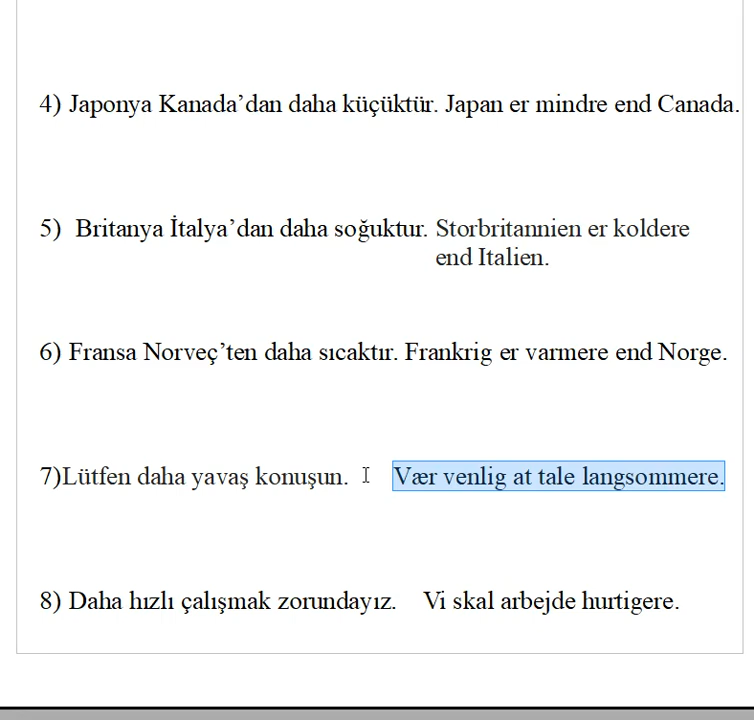 4) Japonya Kanada’dan daha küçüktür. Japan er mindre end Canada.
5) Britanya İtalya’dan daha soğuktur. Storbritannien er koldere
end Italien.
6) Fransa Norveç’ten daha sıcaktır. Frankrig er varmere end Norge.
7)Lütfen daha yavaş konuşun. Vær venlig at tale langsommere.
8) Daha hızlı çalışmak zorundayız. Vi skal arbejde hurtigere.